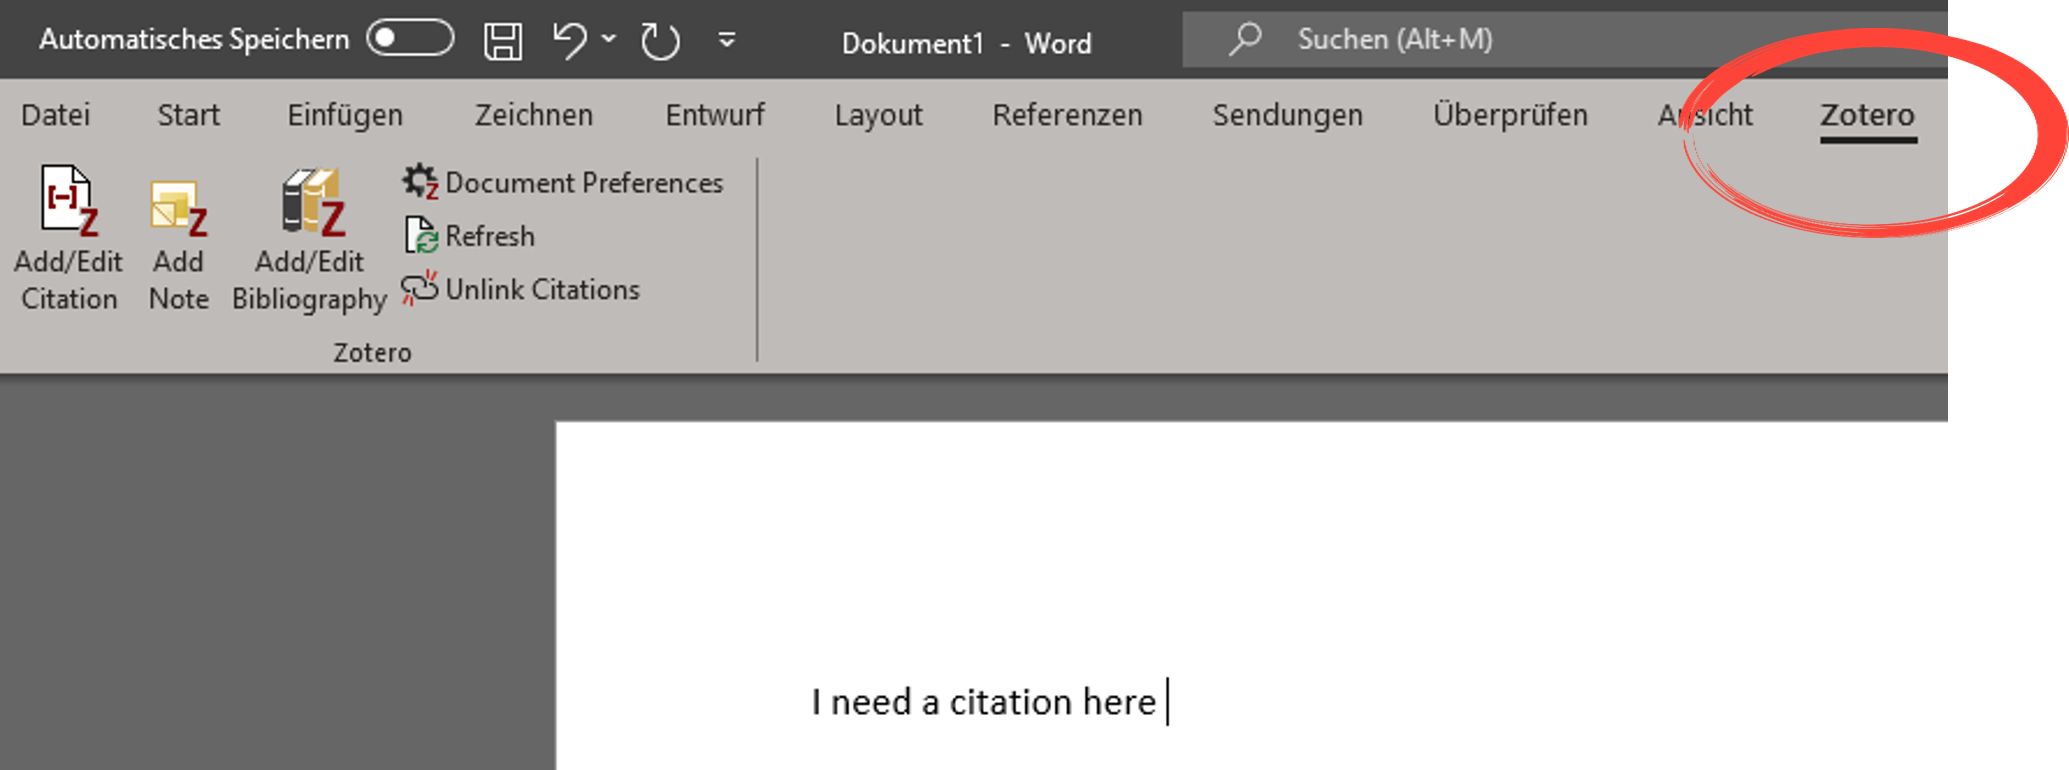 Automatisches Speichern
Dokument1 - Word
Suchen (Alt+M)
Datei Start Einfügen Zeichnen Entwurf Layout Referenzen Sendungen Überprüfen Ansicht Zotero
Add/Edit Citation
Add Note
Add/Edit Bibliography
Document Preferences
Refresh
Unlink Citations
Zotero
I need a citation here